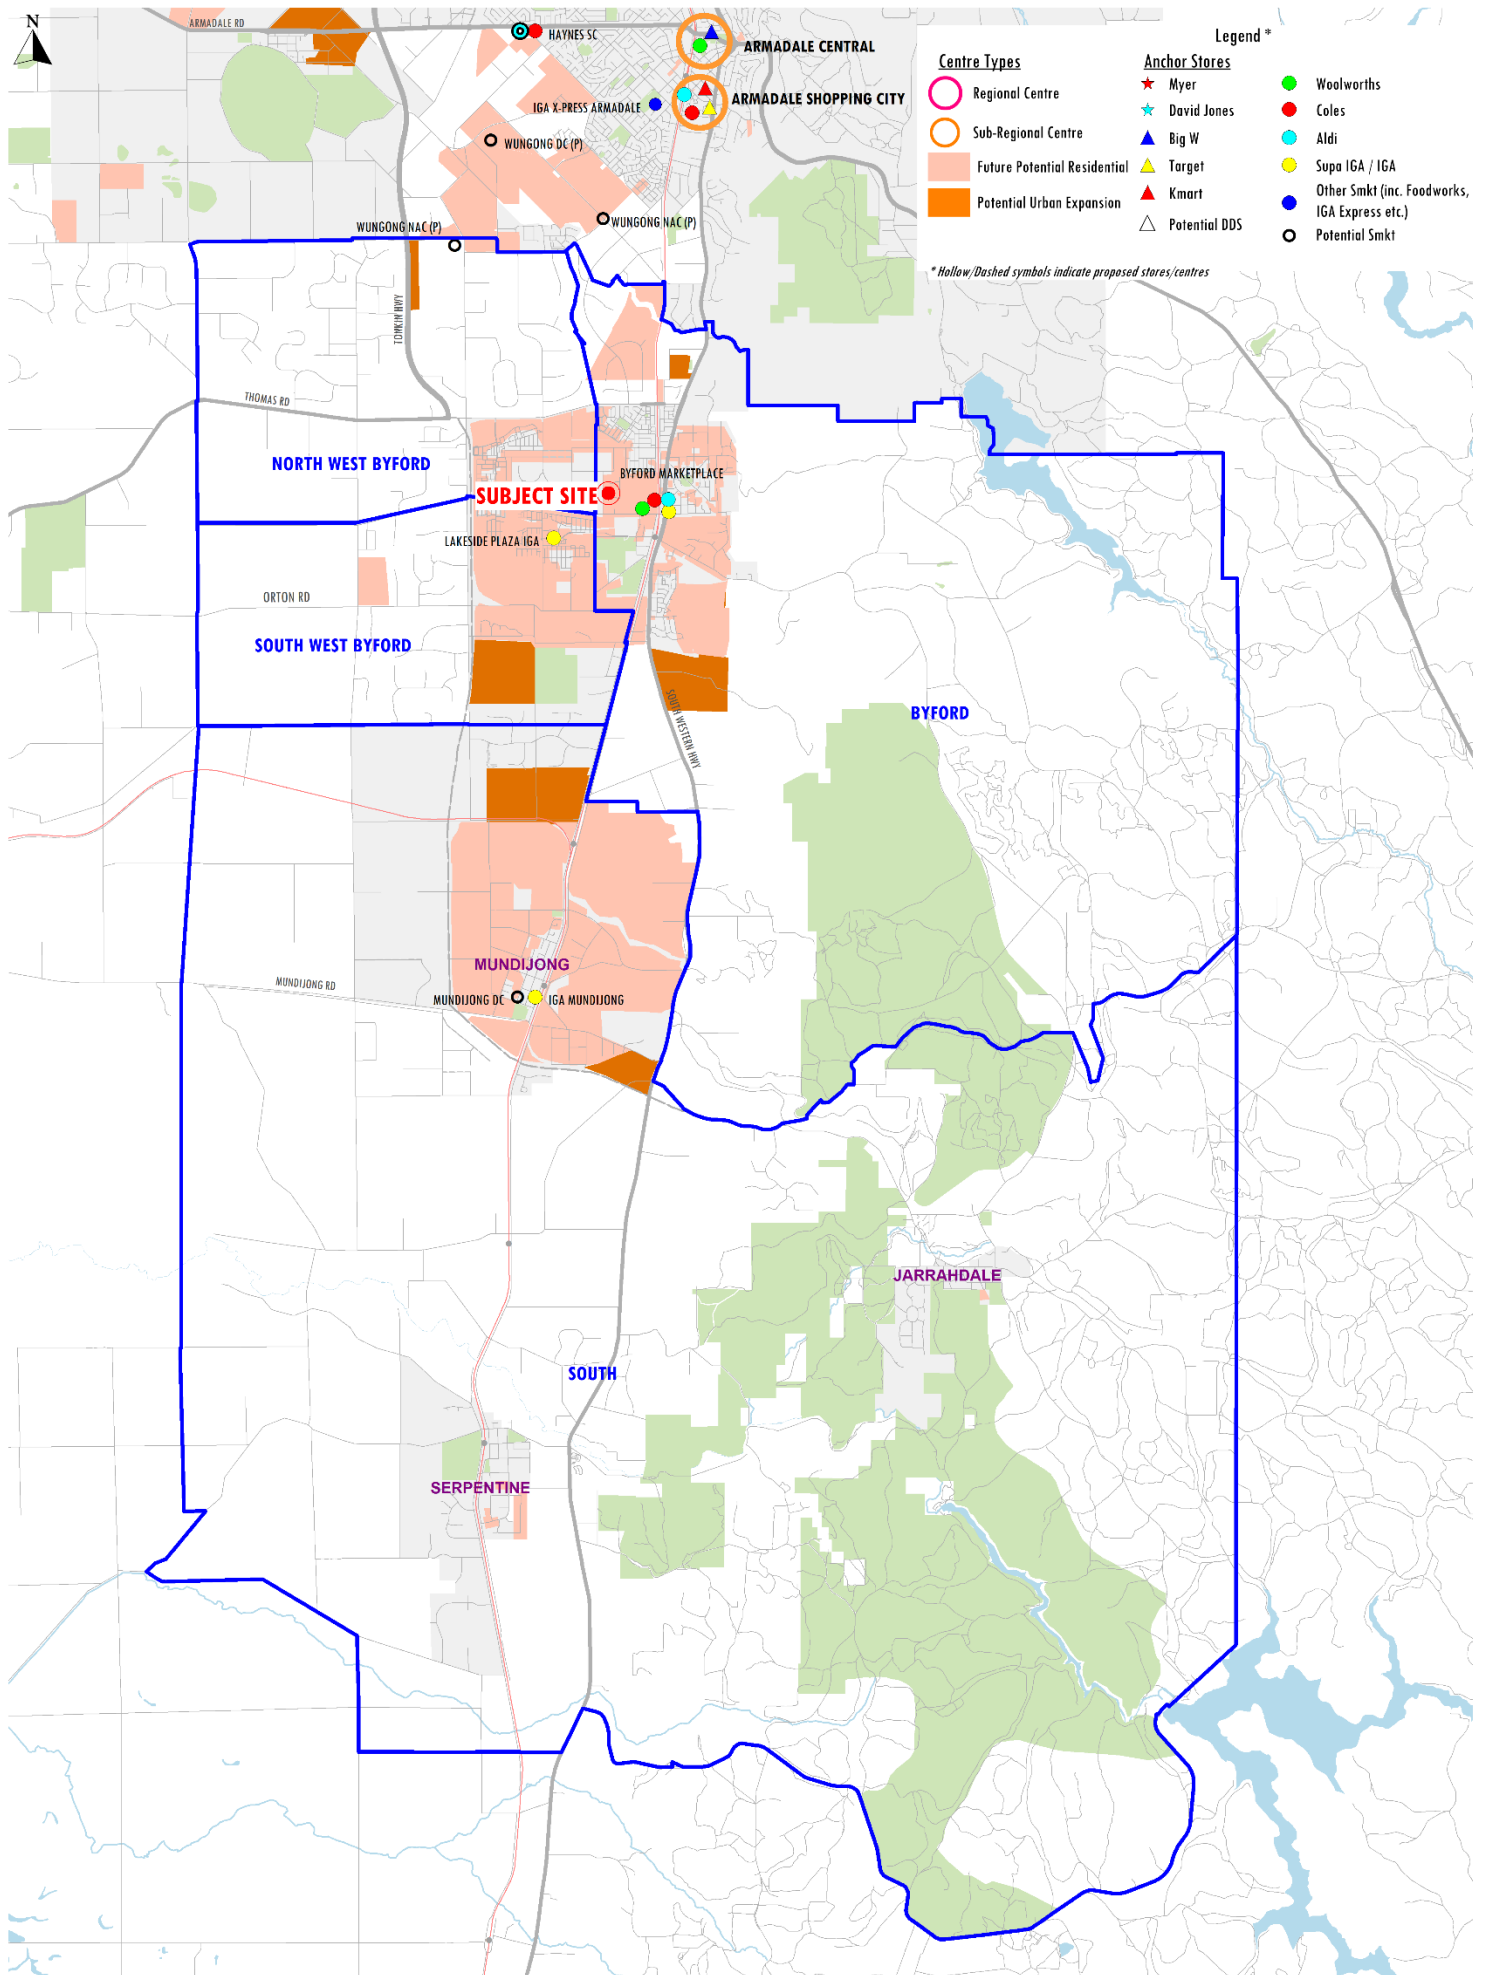 N
ARMADALE RD
HAYNES SC
ARMADALE CENTRAL
IGA X-PRESS ARMADALE
ARMADALE SHOPPING CITY
WUNGONG DC (P)
WUNGONG NAC (P)
WUNGONG NAC (P)
Legend *
Centre Types
Regional Centre
Sub-Regional Centre
Future Potential Residential
Potential Urban Expansion
Anchor Stores
Myer
David Jones
Big W
Target
Kmart
Potential DDS
Woolworths
Coles
Aldi
Supa IGA / IGA
Other Smkt (inc. Foodworks,
IGA Express etc.)
Potential Smkt
* Hollow/Dashed symbols indicate proposed stores/centres
TONKIN HWY
THOMAS RD
NORTH WEST BYFORD
BYFORD MARKETPLACE
SUBJECT SITE
LAKESIDE PLAZA IGA
ORTON RD
SOUTH WEST BYFORD
SOUTH WESTERN HWY
BYFORD
MUNDIJONG
MUNDIJONG RD
MUNDIJONG DC
IGA MUNDIJONG
JARRAHDALE
SOUTH
SERPENTINE